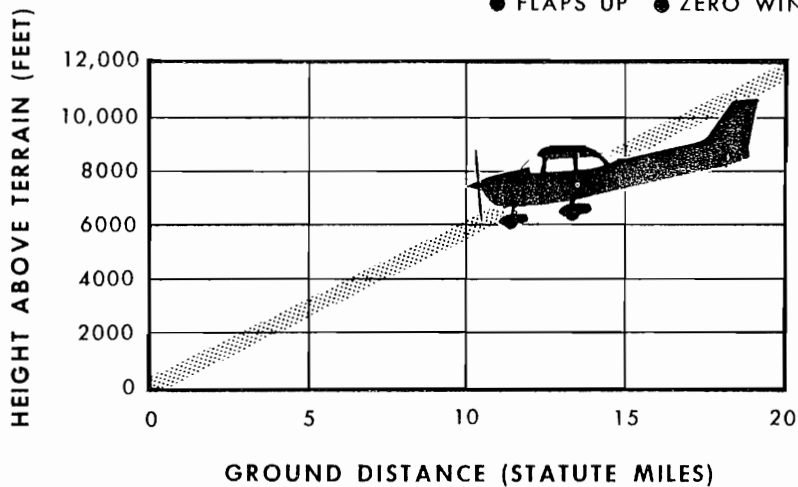 ● FLAPS UP ● ZERO
HEIGHT ABOVE TERRAIN (FEET)
12,000
10,000
8000
6000
4000
2000
0
0 5 10 15 20
GROUND DISTANCE (STATUTE MILES)